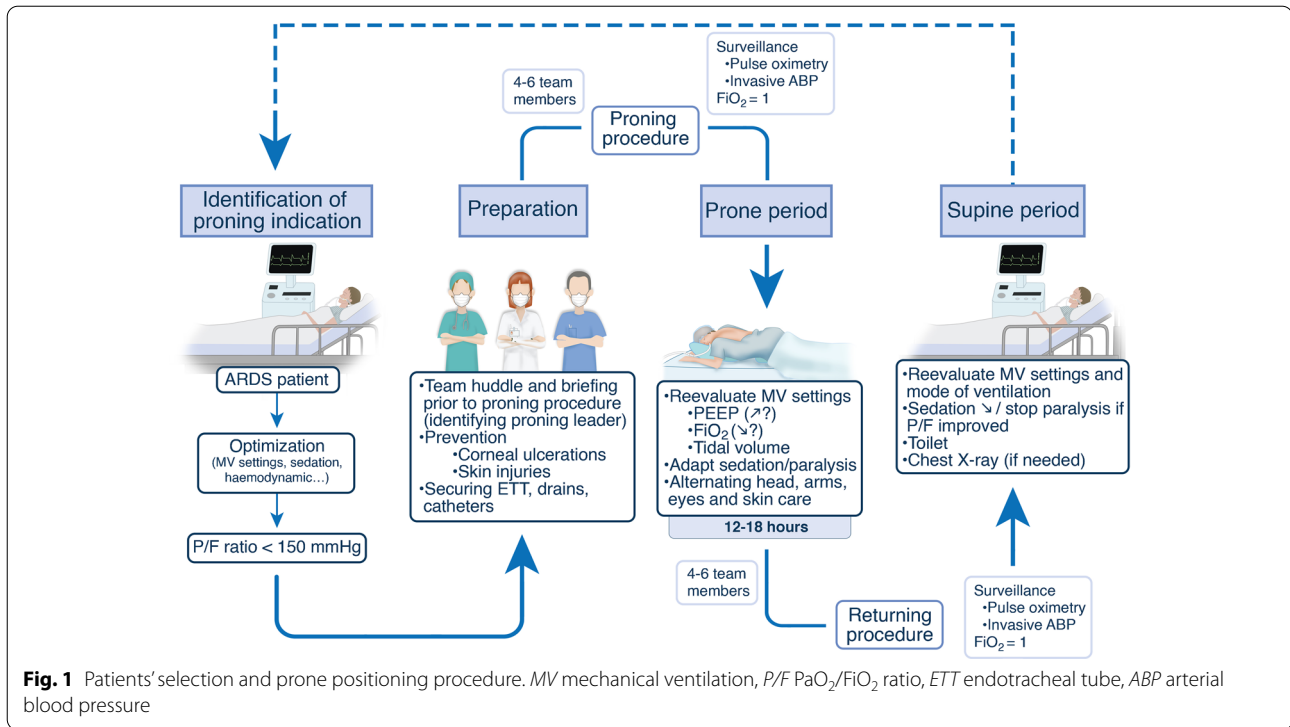 Surveillance
•Pulse oximetry
•Invasive ABP
FiO₂ = 1
4-6 team
members
Proning
procedure
Identification of
proning indication
Preparation
Prone period
Supine period
ARDS patient
Optimization
(MV settings, sedation,
haemodynamic...)
P/F ratio < 150 mmHg
•Team huddle and briefing
prior to proning procedure
(identifying proning leader)
•Prevention
•Corneal ulcerations
•Skin injuries
•Securing ETT, drains,
catheters
•Reevaluate MV settings
•PEEP (↗?)
•FiO₂ (↘?)
•Tidal volume
•Adapt sedation/paralysis
•Alternating head, arms,
eyes and skin care
12-18 hours
•Reevaluate MV settings and
mode of ventilation
•Sedation ↘ / stop paralysis if
P/F improved
•Toilet
•Chest X-ray (if needed)
4-6 team
members
Returning
procedure
Surveillance
•Pulse oximetry
•Invasive ABP
FiO₂ = 1
Fig. 1 Patients' selection and prone positioning procedure. MV mechanical ventilation, P/F PaO₂/FiO₂ ratio, ETT endotracheal tube, ABP arterial
blood pressure